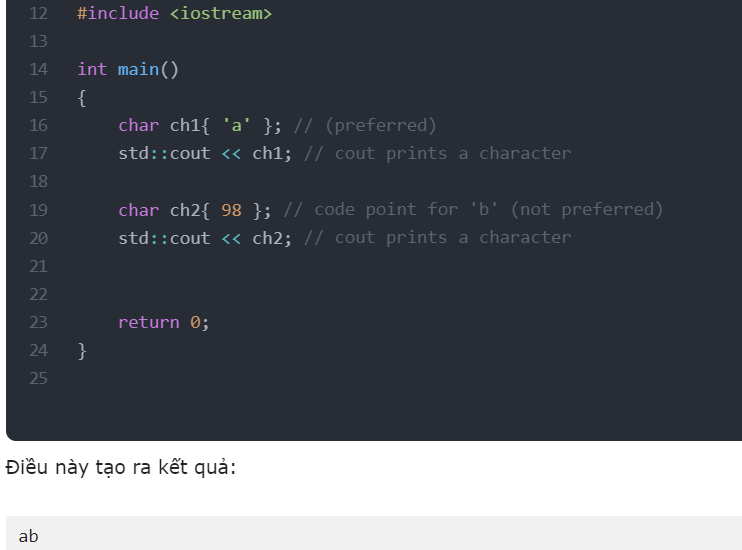 12 #include <iostream>
13
14 int main()
15 {
16 char ch1{ 'a' }; // (preferred)
17 std::cout << ch1; // cout prints a character
18
19 char ch2{ 98 }; // code point for 'b' (not preferred)
20 std::cout << ch2; // cout prints a character
21
22
23 return 0;
24 }
25
Điều này tạo ra kết quả:
ab